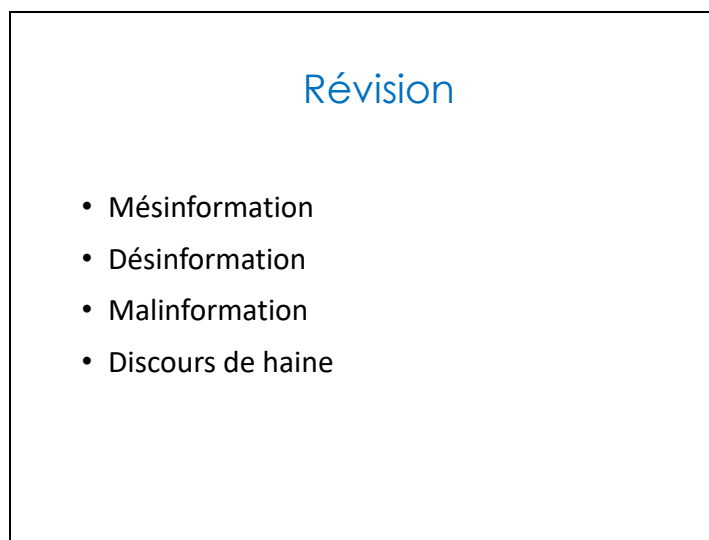 Révision
• Mésinformation
• Désinformation
• Malinformation
• Discours de haine